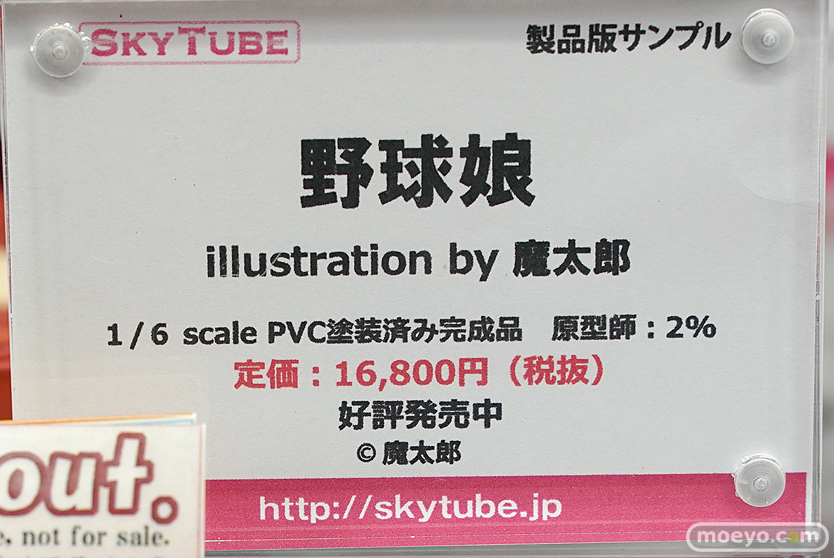 SKYTUBE
製品版サンプル
野球娘
illustration by 魔太郎
1/6 scale PVC塗装済み完成品　原型師：2%
定価：16,800円（税抜）
好評発売中
© 魔太郎
out.
, not for sale.
http://skytube.jp
moeyo.com